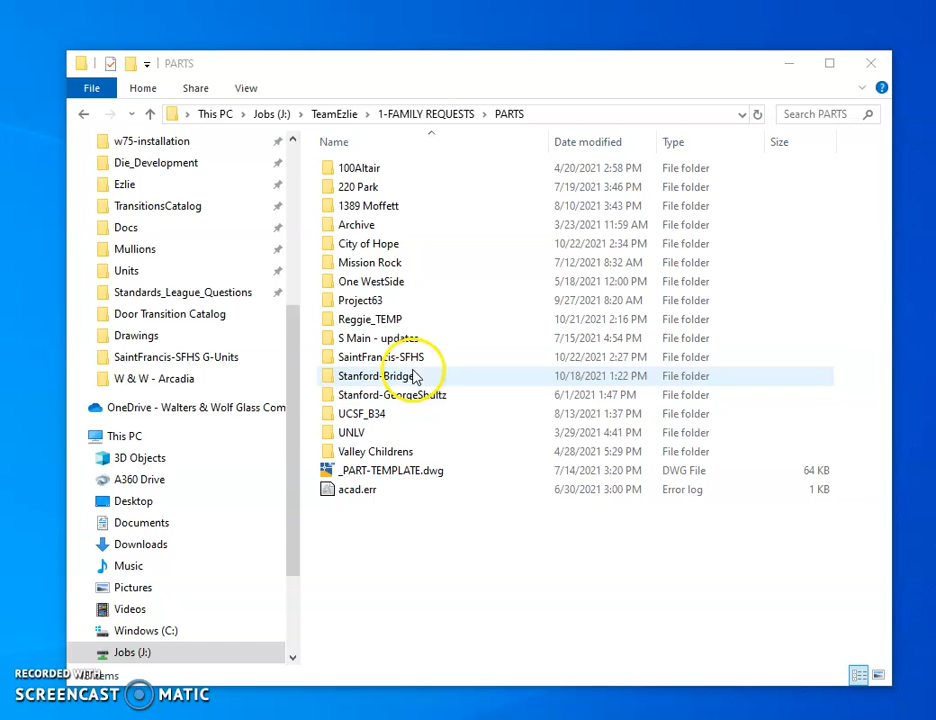 PARTS
File Home Share View
This PC > Jobs (J:) > TeamEzlie > 1-FAMILY REQUESTS > PARTS
Search PARTS
w75-installation
Die_Development
Ezlie
TransitionsCatalog
Docs
Mullions
Units
Standards_League_Questions
Door Transition Catalog
Drawings
SaintFrancis-SFHS G-Units
W & W - Arcadia
OneDrive - Walters & Wolf Glass Com
This PC
3D Objects
A360 Drive
Desktop
Documents
Downloads
Music
Pictures
Videos
Windows (C:)
Jobs (J:)
Name Date modified Type Size
100Altair 4/20/2021 2:58 PM File folder
220 Park 7/19/2021 3:46 PM File folder
1389 Moffett 8/10/2021 3:43 PM File folder
Archive 3/23/2021 11:59 AM File folder
City of Hope 10/22/2021 2:34 PM File folder
Mission Rock 7/12/2021 8:32 AM File folder
One WestSide 5/18/2021 12:00 PM File folder
Project63 9/27/2021 8:20 AM File folder
Reggie_TEMP 10/21/2021 2:16 PM File folder
S Main - updates 7/15/2021 4:54 PM File folder
SaintFrancis-SFHS 10/22/2021 2:27 PM File folder
Stanford-Bridge 10/18/2021 1:22 PM File folder
Stanford-GeorgeShultz 6/1/2021 1:47 PM File folder
UCSF_B34 8/13/2021 1:37 PM File folder
UNLV 3/29/2021 4:41 PM File folder
Valley Childrens 4/28/2021 5:29 PM File folder
_PART-TEMPLATE.dwg 7/14/2021 3:20 PM DWG File 64 KB
acad.err 6/30/2021 3:00 PM Error log 1 KB
items
RECORDED WITH
SCREENCAST MATIC